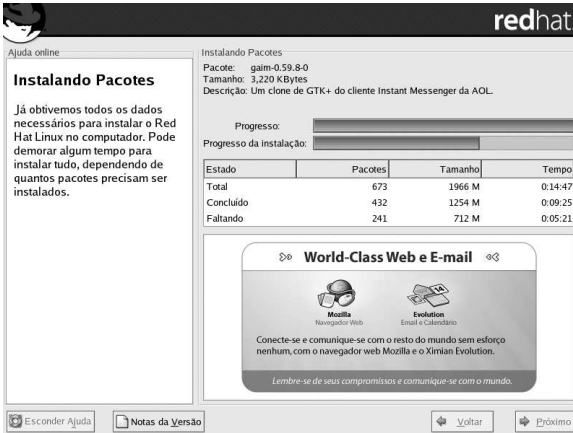 redhat
Ajuda online
Instalando Pacotes
Já obtivemos todos os dados
necessários para instalar o Red
Hat Linux no computador. Pode
demorar algum tempo para
instalar tudo, dependendo de
quantos pacotes precisam ser
instalados.
Instalando Pacotes
Pacote: gaim-0.59.8-0
Tamanho: 3,220 KBytes
Descrição: Um clone de GTK+ do cliente Instant Messenger da AOL.
Progresso:
Progresso da instalação:
Estado Pacotes Tamanho Tempo
Total 673 1966 M 0:14:47
Concluído 432 1254 M 0:09:25
Faltando 241 712 M 0:05:21
World-Class Web e E-mail
Mozilla
Navegador Web
Evolution
Email e Calendário
Conecte-se e comunique-se com o resto do mundo sem esforço
nenhum, com o navegador web Mozilla e o Ximian Evolution.
Lembre-se de seus compromissos e comunique-se com o mundo.
Esconder Ajuda
Notas da Versão
Voltar
Próximo